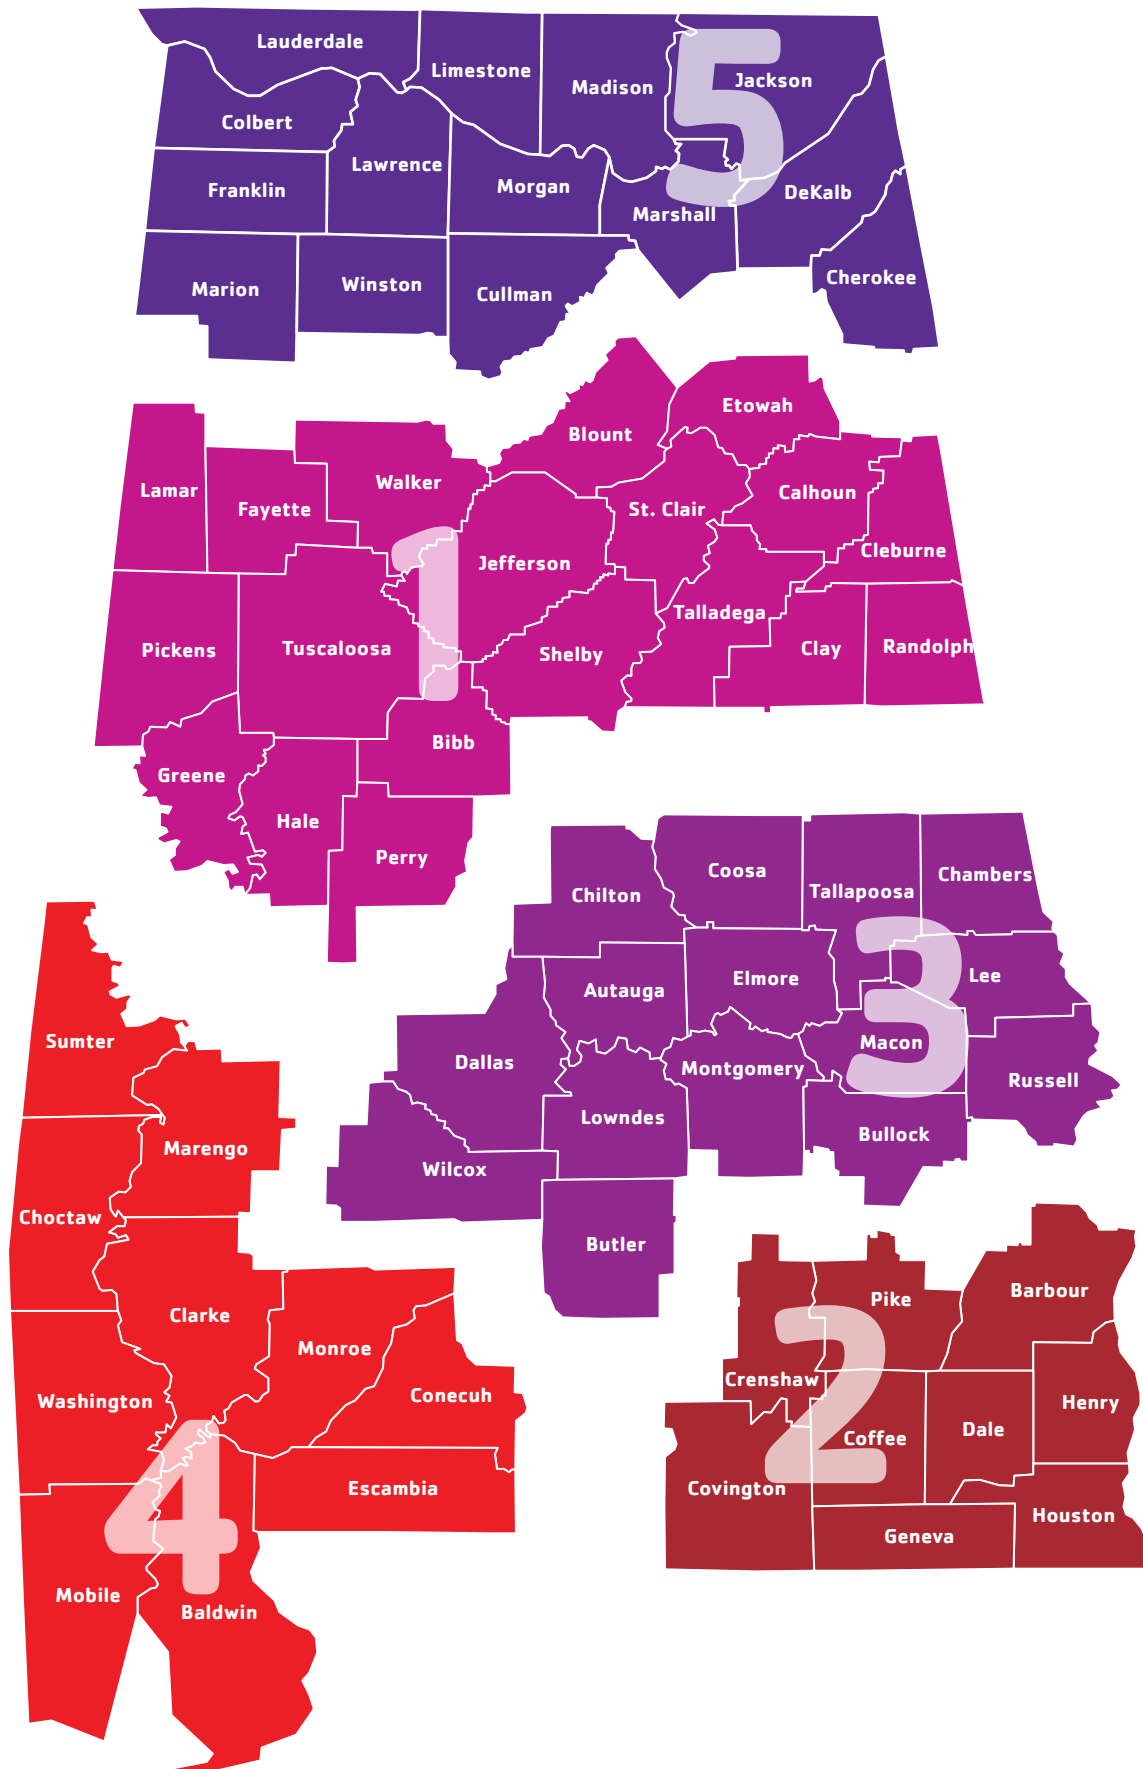 Lauderdale
Limestone
Madison
5
Jackson
Colbert
Lawrence
Franklin
Morgan
DeKalb
Marshall
Marion
Winston
Cullman
Cherokee
Etowah
Blount
Lamar
Walker
Calhoun
Fayette
St. Clair
1
Jefferson
Cleburne
Talladega
Pickens
Tuscaloosa
Shelby
Clay
Randolph
Bibb
Greene
Hale
Perry
Coosa
Chambers
Tallapoosa
Chilton
3
Lee
Elmore
Autauga
Macon
Dallas
Montgomery
Russell
Lowndes
Bullock
Wilcox
Butler
Sumter
Marengo
Choctaw
Clarke
Monroe
Conecuh
Washington
4
Escambia
Mobile
Baldwin
Barbour
Pike
2
Crenshaw
Henry
Dale
Coffee
Covington
Houston
Geneva